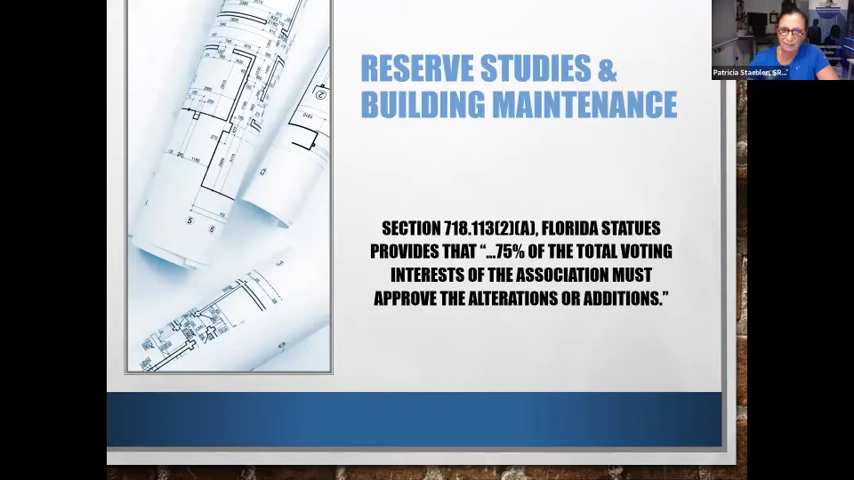 RESERVE STUDIES &
BUILDING MAINTENANCE
SECTION 718.113(2)(A), FLORIDA STATUES
PROVIDES THAT “...75% OF THE TOTAL VOTING
INTERESTS OF THE ASSOCIATION MUST
APPROVE THE ALTERATIONS OR ADDITIONS.”
Patricia Staebler, SR...